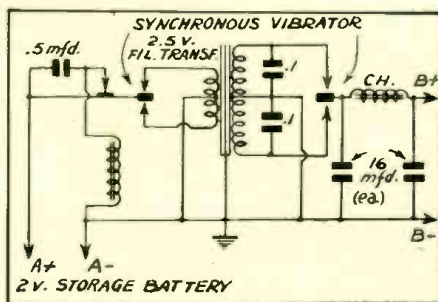 SYNCHRONOUS VIBRATOR
2.5 V.
FIL. TRANSF.
.5 mfd.
.1
.1
CH.
B+
16
mfd.
(ea.)
B-
A+
A-
2 V. STORAGE BATTERY